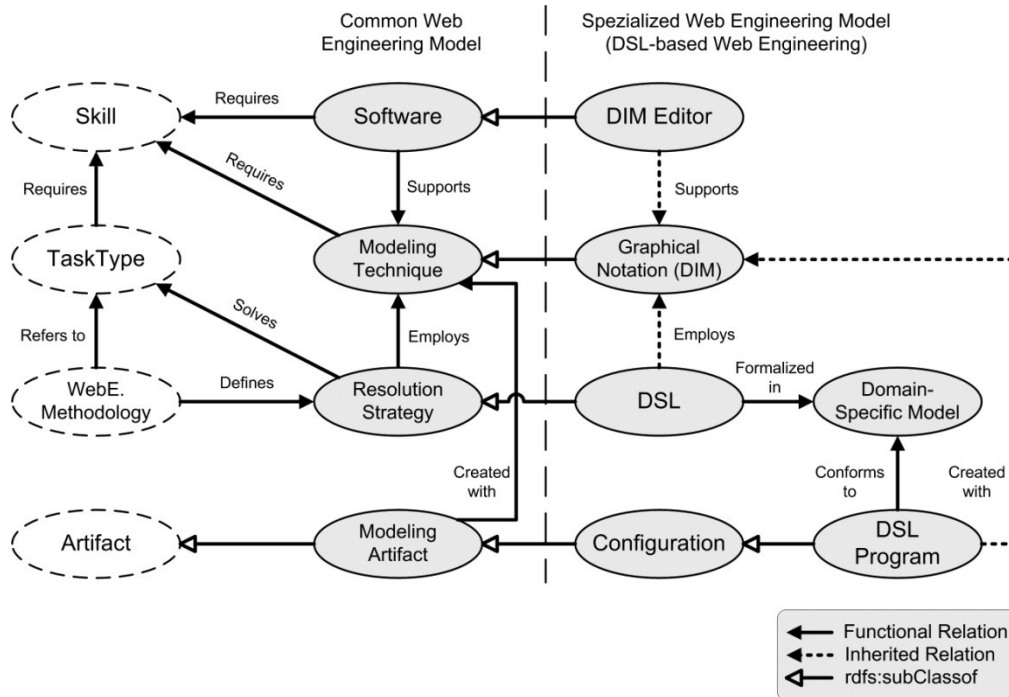 Common Web
Engineering Model
Spezialized Web Engineering Model
(DSL-based Web Engineering)
Skill
Requires
Software
DIM Editor
Requires
Requires
Supports
Supports
TaskType
Modeling
Technique
Graphical
Notation (DIM)
Refers to
Solves
Employs
Employs
Formalized
in
WebE.
Methodology
Defines
Resolution
Strategy
DSL
Domain-
Specific Model
Created
with
Conforms
to
Created
with
Artifact
Modeling
Artifact
Configuration
DSL
Program
Functional Relation
Inherited Relation
rdfs:subClassof